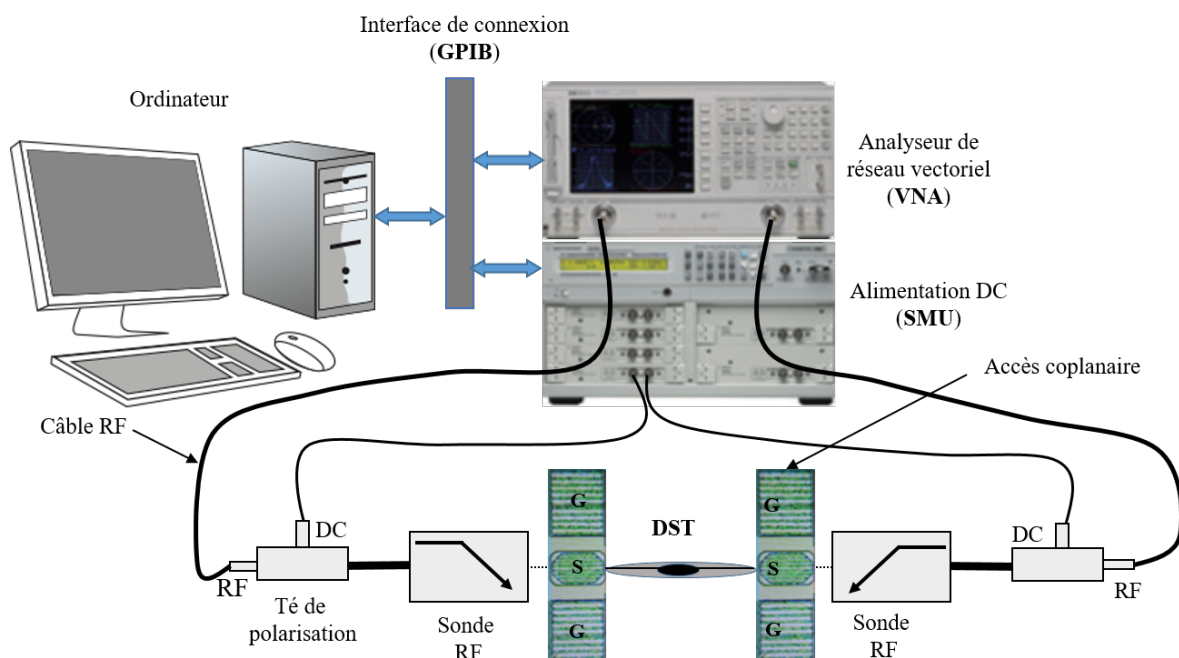 Interface de connexion
(GPIB)
Ordinateur
Analyseur de
réseau vectoriel
(VNA)
Alimentation DC
(SMU)
Accès coplanaire
Câble RF
G
G
DC
DST
DC
S
S
RF
RF
Té de
polarisation
Sonde
RF
G
G
Sonde
RF